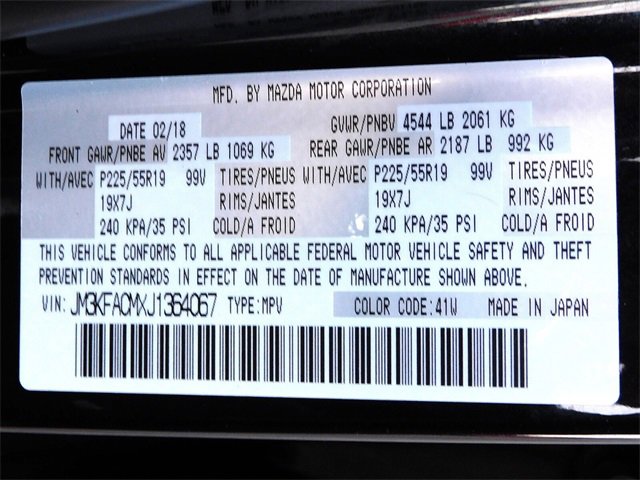 MFD. BY MAZDA MOTOR CORPORATION
DATE 02/18 GVWR/PNBV 4544 LB 2061 KG
FRONT GAWR/PNBE AV 2357 LB 1069 KG REAR GAWR/PNBE AR 2187 LB 992 KG
WITH/AVEC P225/55R19 99V TIRES/PNEUS WITH/AVEC P225/55R19 99V TIRES/PNEUS
19X7J RIMS/JANTES 19X7J RIMS/JANTES
240 KPA/35 PSI COLD/A FROID 240 KPA/35 PSI COLD/A FROID
THIS VEHICLE CONFORMS TO ALL APPLICABLE FEDERAL MOTOR VEHICLE SAFETY AND THEFT
PREVENTION STANDARDS IN EFFECT ON THE DATE OF MANUFACTURE SHOWN ABOVE.
VIN: JM3KFACMXJ1364067 TYPE:MPV COLOR CODE:41W MADE IN JAPAN